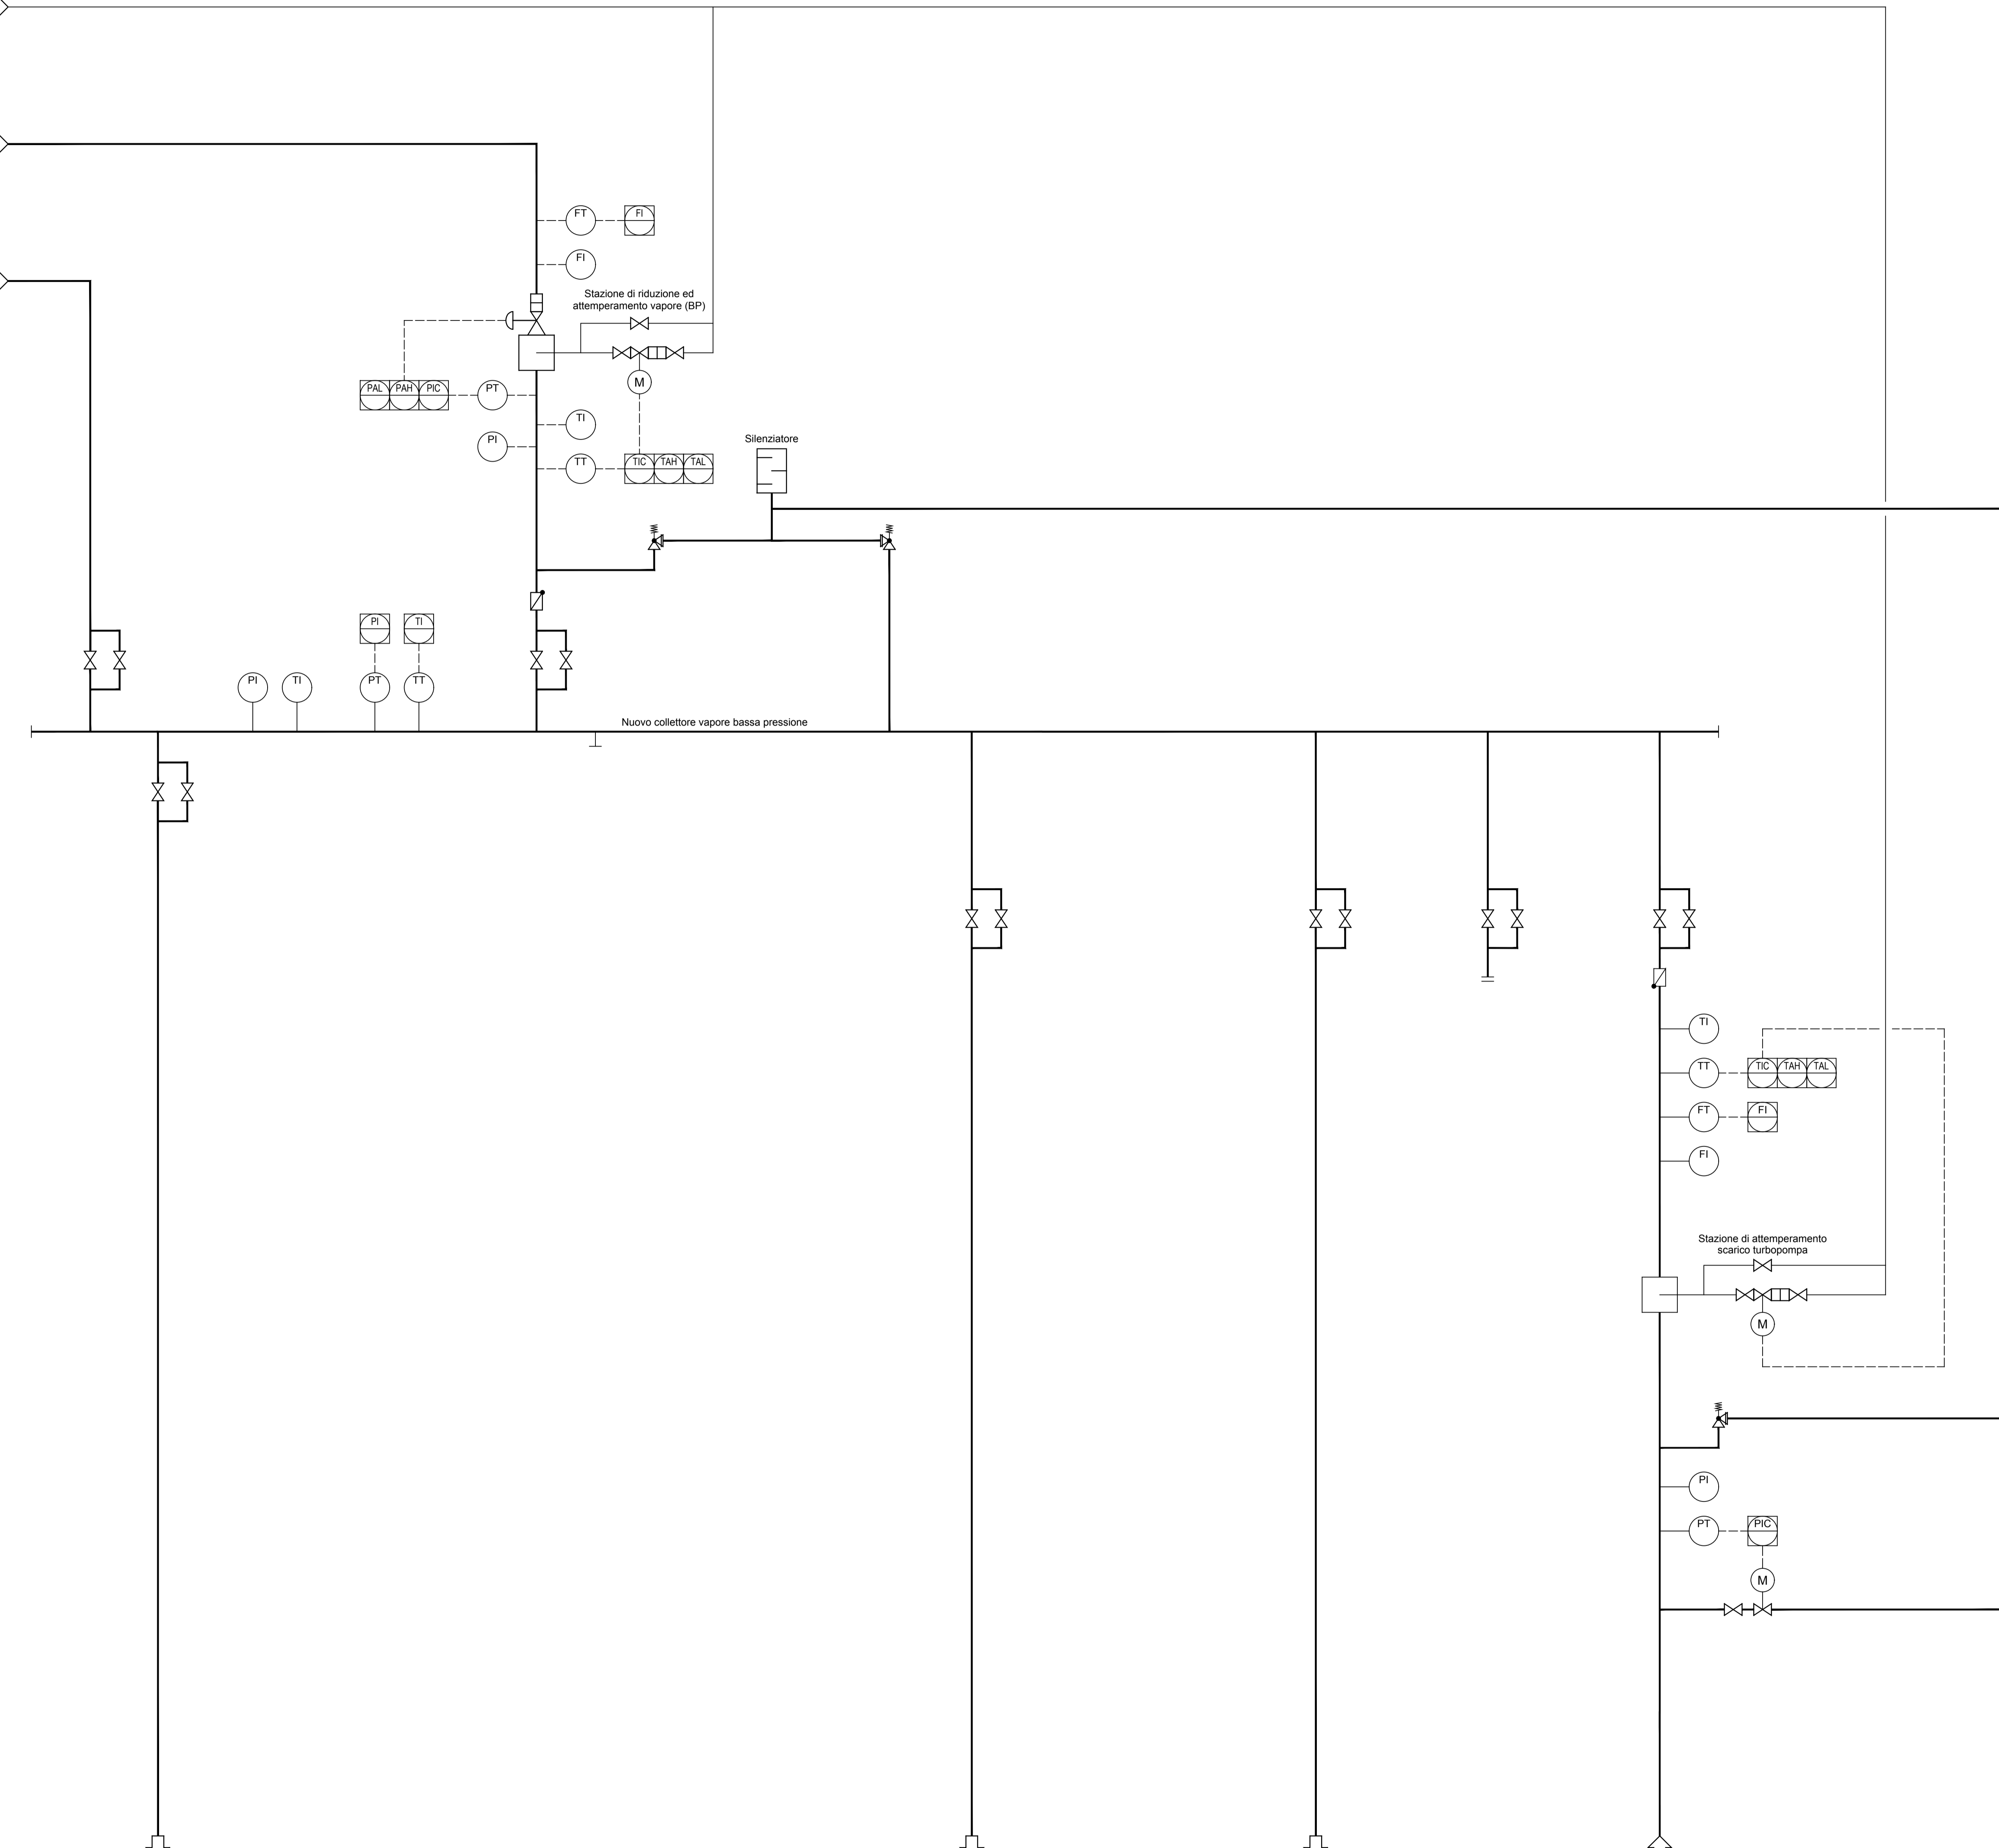 FT
FI
FI
Stazione di riduzione ed
attemperamento vapore (BP)
M
PAL
PAH
PIC
PT
TI
PI
TT
TIC
TAH
TAL
Silenziatore
PI
TI
PI
TI
PT
TT
Nuovo collettore vapore bassa pressione
TI
TT
TIC
TAH
TAL
FT
FI
FI
Stazione di attemperamento
scarico turbopompa
M
PI
PT
PIC
M